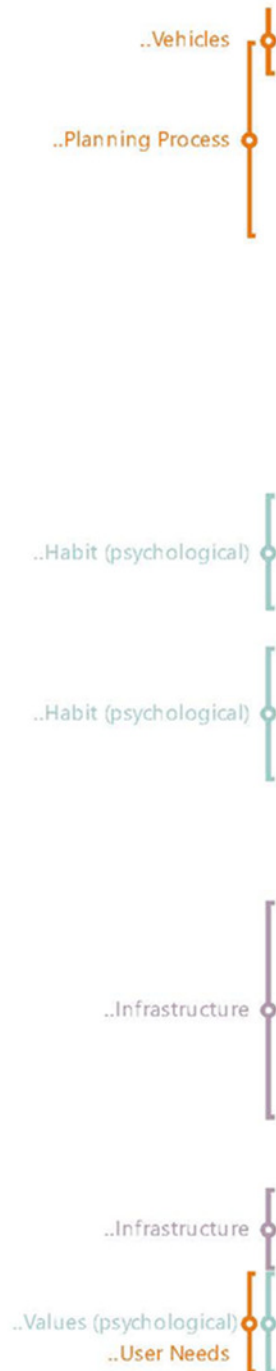 ..Vehicles
..Planning Process
..Habit (psychological)
..Habit (psychological)
..Infrastructure
..Infrastructure
..Values (psychological)
..User Needs